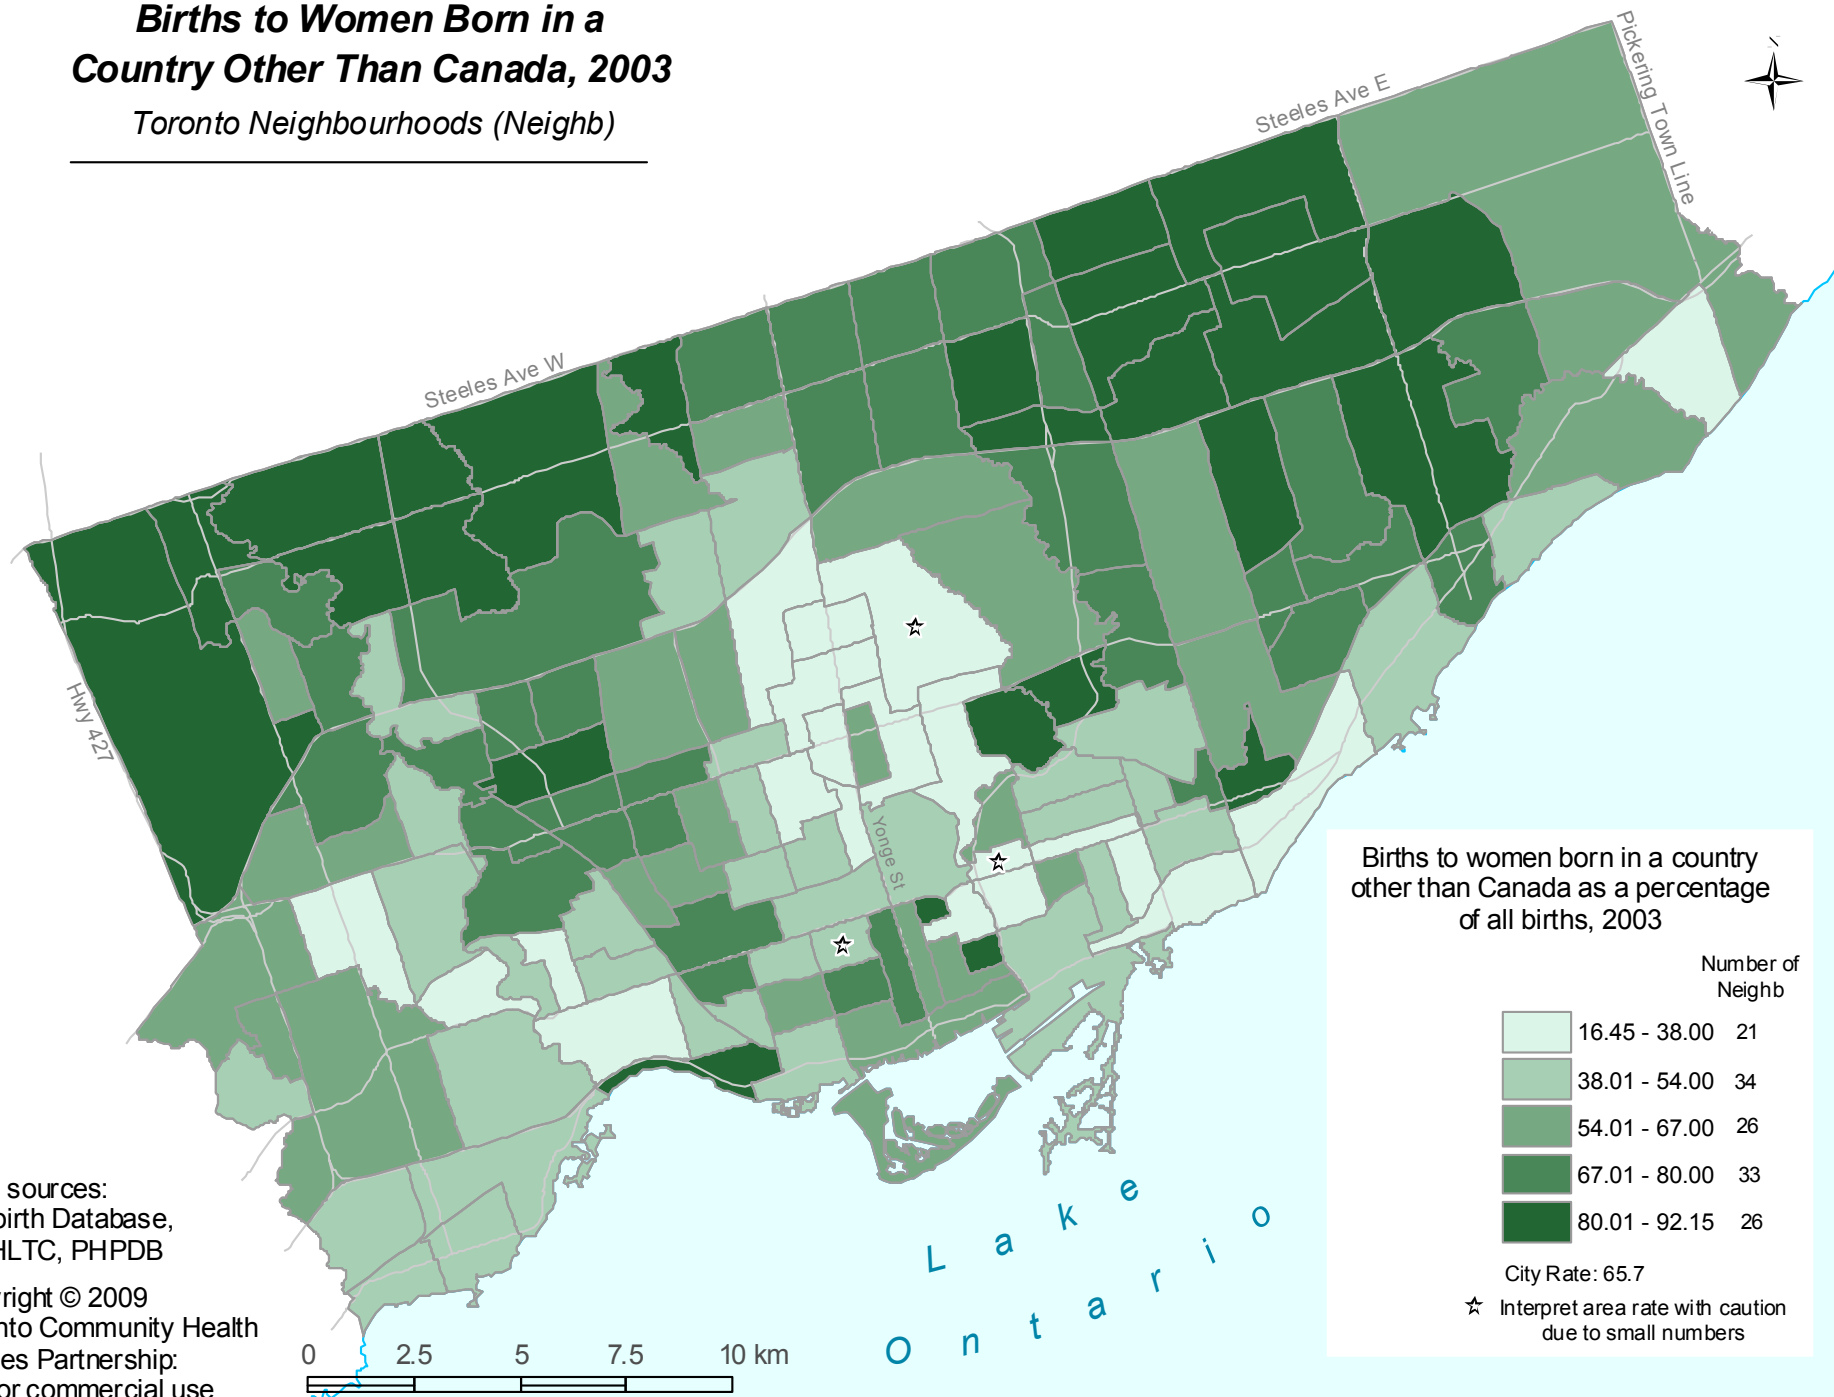 Births to Women Born in a
Country Other Than Canada, 2003
Toronto Neighbourhoods (Neighb)
Pickering Town Line
N
Steeles Ave E
Steeles Ave W
Hwy 427
Yonge St
Births to women born in a country
other than Canada as a percentage
of all births, 2003
Number of
Neighb
16.45 - 38.00 21
38.01 - 54.00 34
54.01 - 67.00 26
67.01 - 80.00 33
80.01 - 92.15 26
City Rate: 65.7
Interpret area rate with caution
due to small numbers
Lake
Ontario
sources:
birth Database,
HLTC, PHPDB
right © 2009
nto Community Health
es Partnership:
or commercial use
0 2.5 5 7.5 10 km